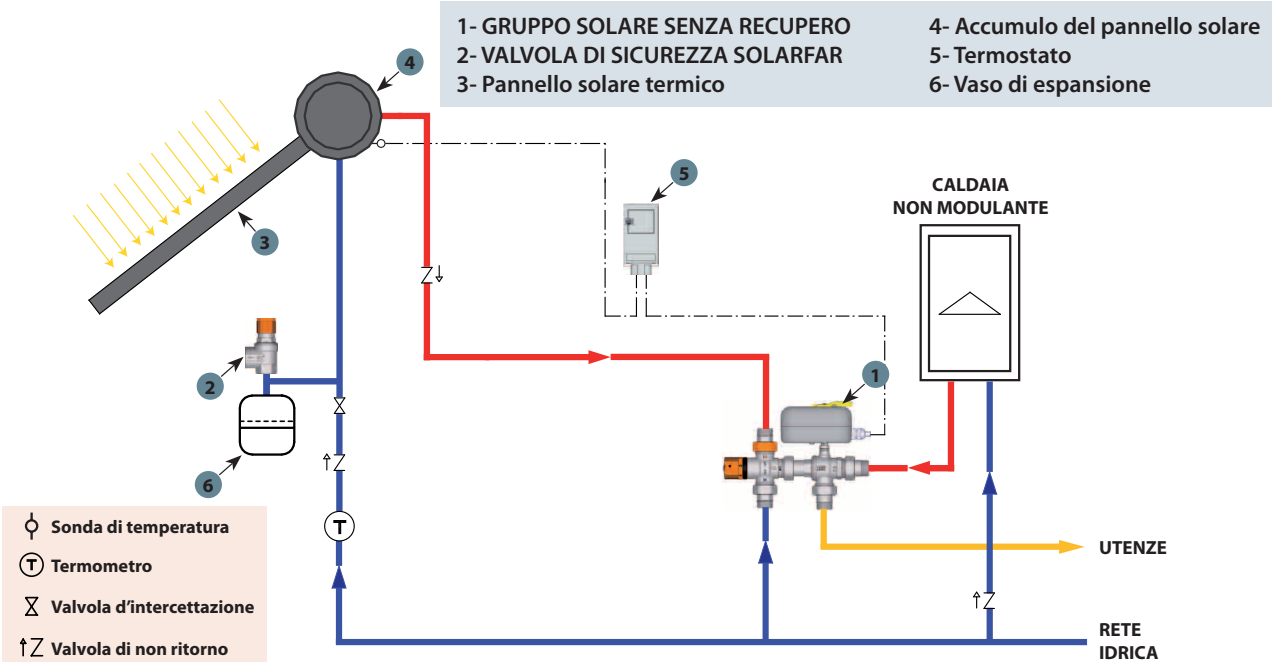 1- GRUPPO SOLARE SENZA RECUPERO
2- VALVOLA DI SICUREZZA SOLARFAR
3- Pannello solare termico
4- Accumulo del pannello solare
5- Termostato
6- Vaso di espansione
4
5
CALDAIA
NON MODULANTE
3
2
1
6
T
UTENZE
RETE
IDRICA
Sonda di temperatura
T Termometro
Valvola d'intercettazione
Valvola di non ritorno